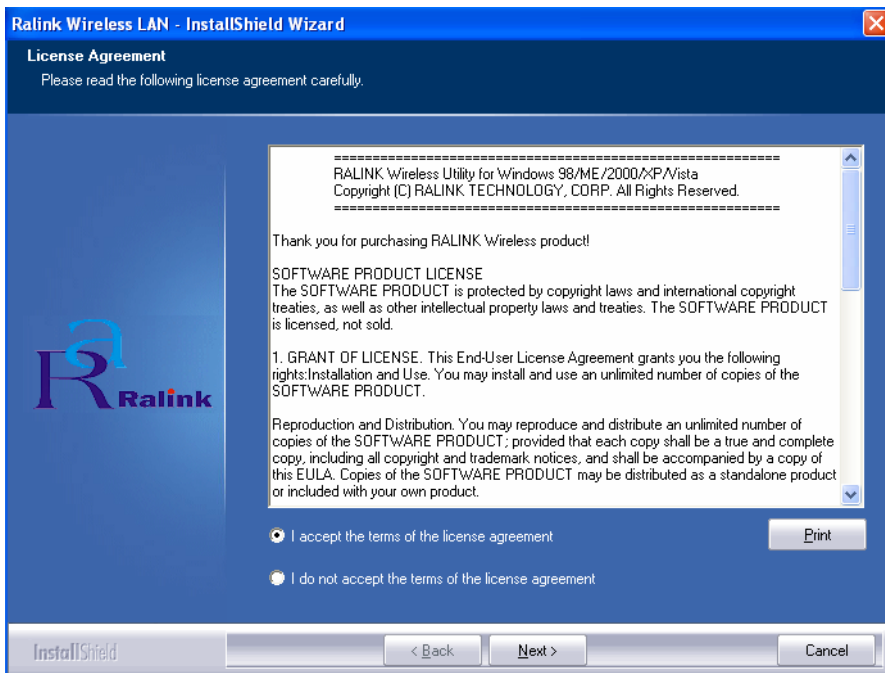 Ralink Wireless LAN - InstallShield Wizard
License Agreement
Please read the following license agreement carefully.
==========================================================
RALINK Wireless Utility for Windows 98/ME/2000/XP/Vista
Copyright (C) RALINK TECHNOLOGY, CORP. All Rights Reserved.
==========================================================
Thank you for purchasing RALINK Wireless product!
SOFTWARE PRODUCT LICENSE
The SOFTWARE PRODUCT is protected by copyright laws and international copyright
treaties, as well as other intellectual property laws and treaties. The SOFTWARE PRODUCT
is licensed, not sold.
1. GRANT OF LICENSE. This End-User License Agreement grants you the following
rights:Installation and Use. You may install and use an unlimited number of copies of the
SOFTWARE PRODUCT.
Reproduction and Distribution. You may reproduce and distribute an unlimited number of
copies of the SOFTWARE PRODUCT; provided that each copy shall be a true and complete
copy, including all copyright and trademark notices, and shall be accompanied by a copy of
this EULA. Copies of the SOFTWARE PRODUCT may be distributed as a standalone product
or included with your own product.
Ra
Ralink
I accept the terms of the license agreement
Print
I do not accept the terms of the license agreement
InstallShield
< Back
Next >
Cancel